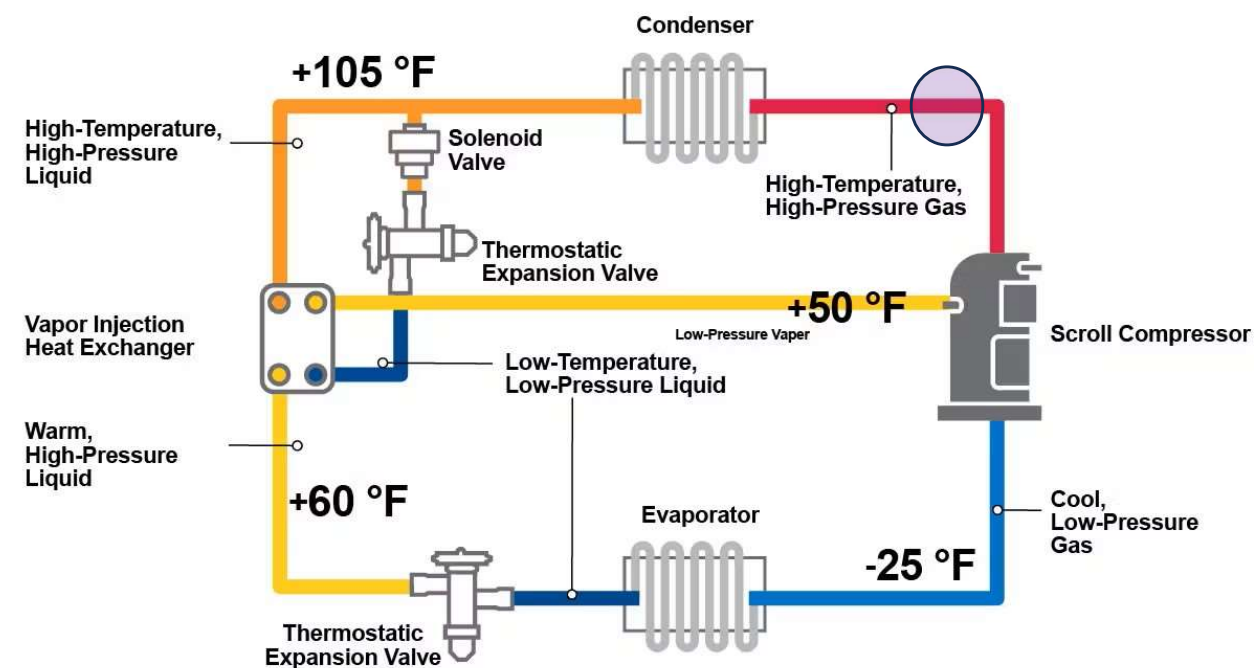 Condenser
+105 °F
High-Temperature,
High-Pressure
Liquid
Solenoid
Valve
High-Temperature,
High-Pressure Gas
Thermostatic
Expansion Valve
+50 °F
Vapor Injection
Heat Exchanger
Low-Pressure Vaper
Scroll Compressor
Low-Temperature,
Low-Pressure Liquid
Warm,
High-Pressure
Liquid
+60 °F
Evaporator
Cool,
Low-Pressure
Gas
-25 °F
Thermostatic
Expansion Valve